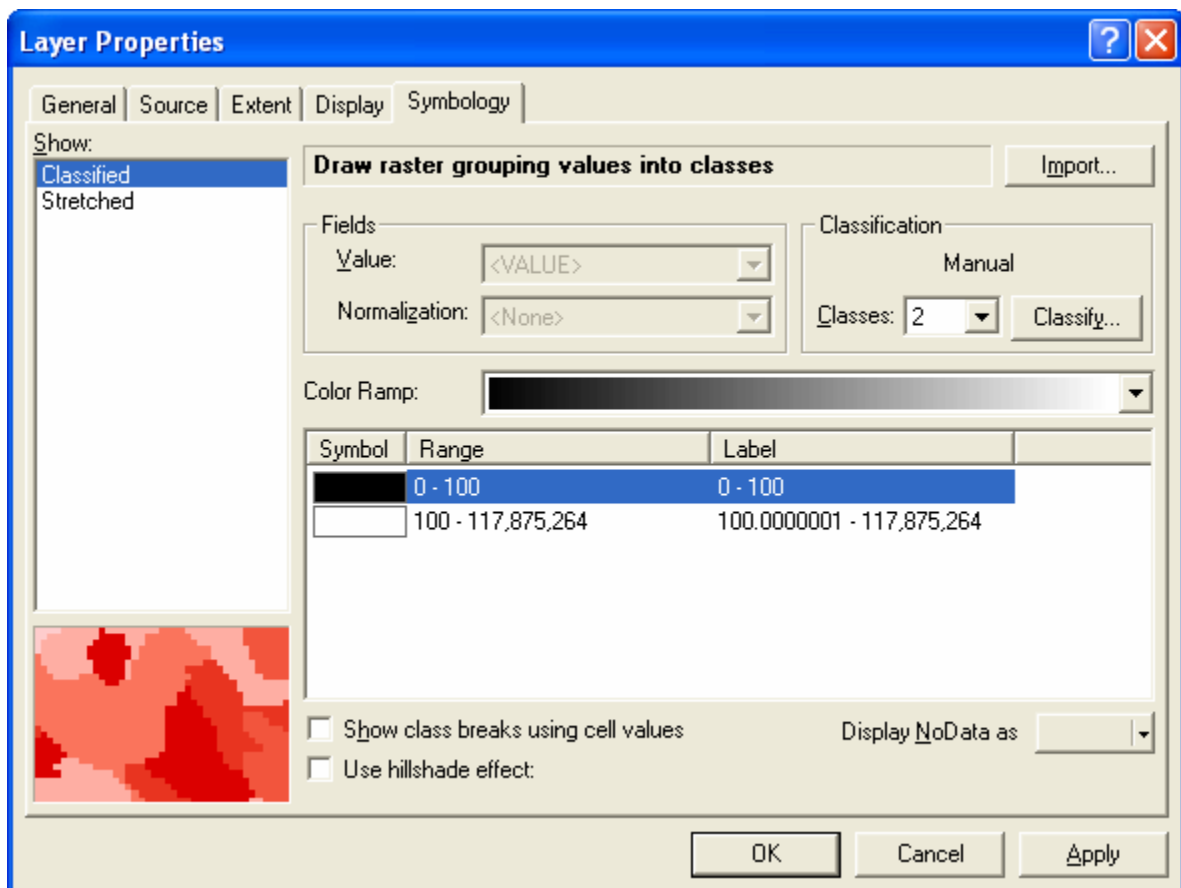 Layer Properties
General Source Extent Display Symbology
Show:
Classified
Stretched
Draw raster grouping values into classes
Import...
Fields
Value: <VALUE>
Normalization: <None>
Classification
Manual
Classes: 2 Classify...
Color Ramp:
Symbol Range Label
0 - 100 0 - 100
100 - 117,875,264 100.0000001 - 117,875,264
Show class breaks using cell values
Display NoData as
Use hillshade effect:
OK Cancel Apply